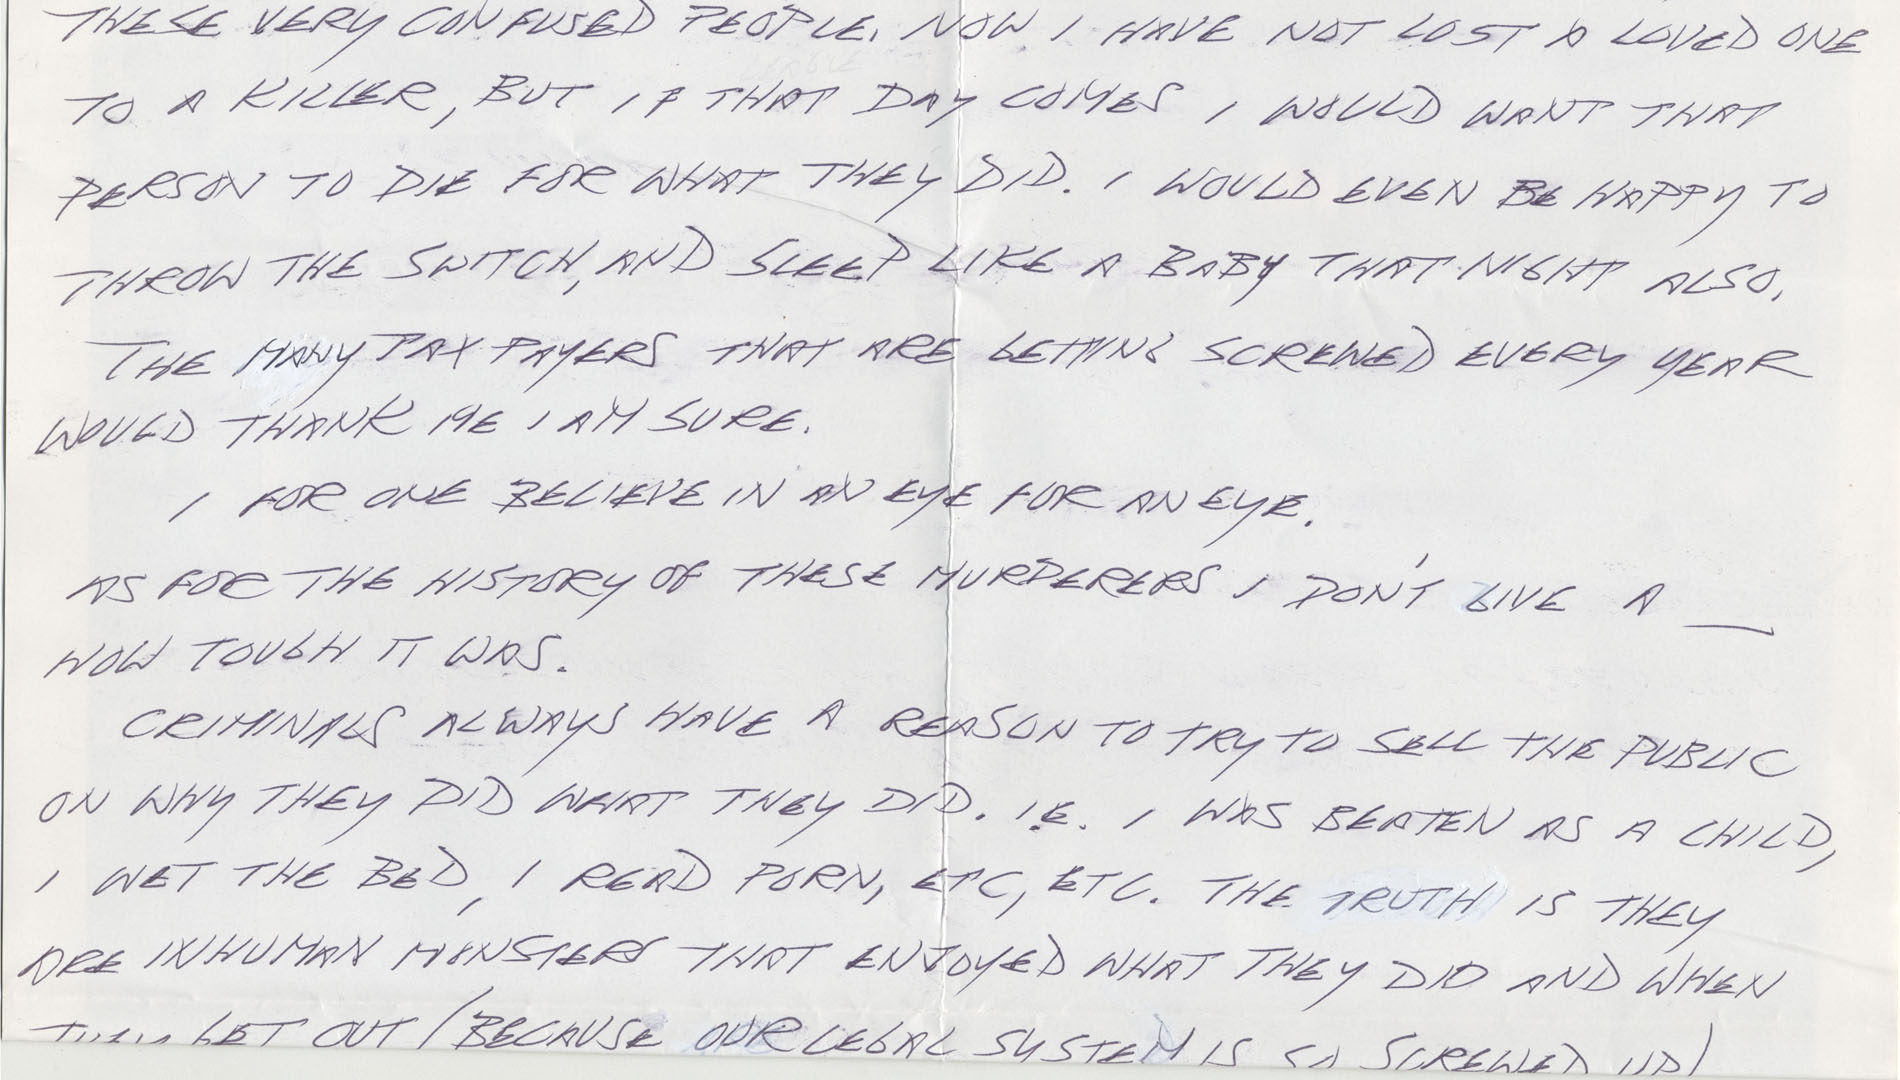 THESE VERY CONFUSED PEOPLE. NOW I HAVE NOT LOST A LOVED ONE
TO A KILLER, BUT IF THAT DAY COMES I WOULD WANT THAT
PERSON TO DIE FOR WHAT THEY DID. I WOULD EVEN BE HAPPY TO
THROW THE SWITCH, AND SLEEP LIKE A BABY THAT NIGHT ALSO.
THE MANY TAX PAYERS THAT ARE GETTING SCREWED EVERY YEAR
WOULD THANK ME I AM SURE.
I FOR ONE BELIEVE IN AN EYE FOR AN EYE.
AS FOR THE HISTORY OF THESE MURDERERS I DON'T GIVE A __
HOW TOUGH IT WAS.
CRIMINALS ALWAYS HAVE A REASON TO TRY TO SELL THE PUBLIC
ON WHY THEY DID WHAT THEY DID. I.E. I WAS BEATEN AS A CHILD,
I WET THE BED, I READ PORN, ETC, ETC. THE TRUTH IS THEY
ARE INHUMAN MONSTERS THAT ENJOYED WHAT THEY DID AND WHEN
THEY GET OUT (BECAUSE OUR LEGAL SYSTEM IS SO SCREWED UP)